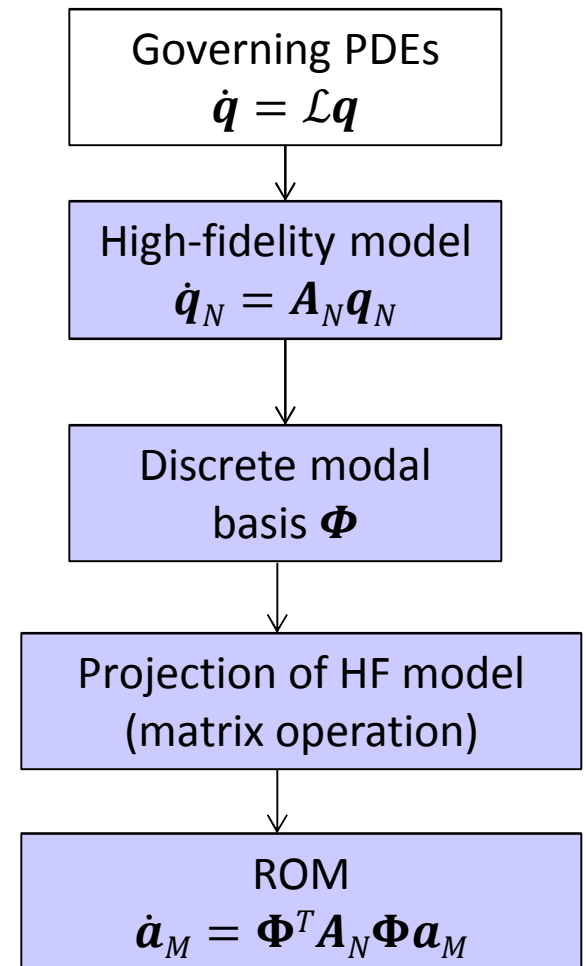 Governing PDEs
𝒒̇ = ℒ𝒒
High-fidelity model
𝒒̇_N = 𝑨_N 𝒒_N
Discrete modal
basis 𝜱
Projection of HF model
(matrix operation)
ROM
𝒂̇_M = 𝚽^T 𝑨_N 𝚽𝒂_M